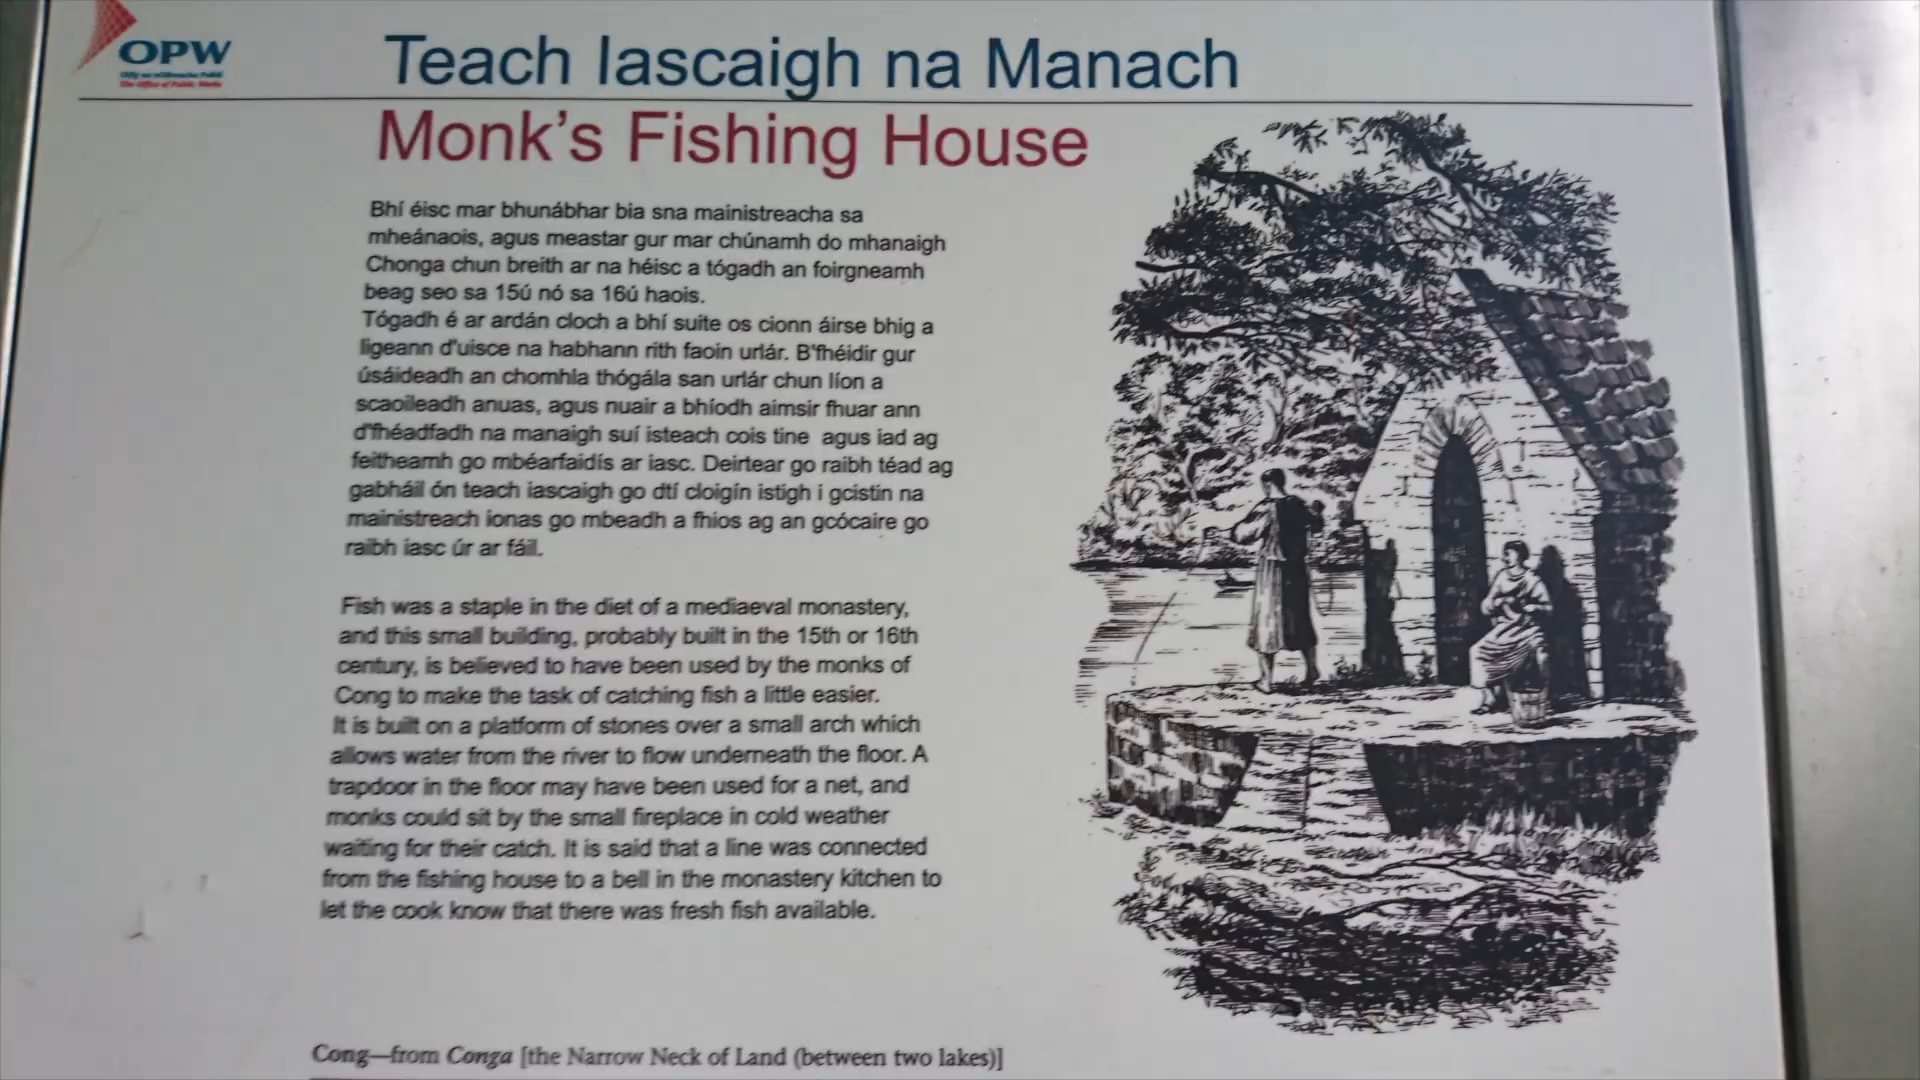 OPW
Oifig na nOibreacha Poiblí
The Office of Public Works
Teach Iascaigh na Manach
Monk's Fishing House
Bhí éisc mar bhunábhar bia sna mainistreacha sa
mheánaois, agus meastar gur mar chúnamh do mhanaigh
Chonga chun breith ar na héisc a tógadh an foirgneamh
beag seo sa 15ú nó sa 16ú haois.
Tógadh é ar ardán cloch a bhí suite os cionn áirse bhig a
ligeann d'uisce na habhann rith faoin urlár. B'fhéidir gur
úsáideadh an chomhla thógála san urlár chun líon a
scaoileadh anuas, agus nuair a bhíodh aimsir fhuar ann
d'fhéadfadh na manaigh suí isteach cois tine agus iad ag
feitheamh go mbéarfaidís ar iasc. Deirtear go raibh téad ag
gabháil ón teach iascaigh go dtí cloigín istigh i gcistin na
mainistreach ionas go mbeadh a fhios ag an gcócaire go
raibh iasc úr ar fáil.
Fish was a staple in the diet of a mediaeval monastery,
and this small building, probably built in the 15th or 16th
century, is believed to have been used by the monks of
Cong to make the task of catching fish a little easier.
It is built on a platform of stones over a small arch which
allows water from the river to flow underneath the floor. A
trapdoor in the floor may have been used for a net, and
monks could sit by the small fireplace in cold weather
waiting for their catch. It is said that a line was connected
from the fishing house to a bell in the monastery kitchen to
let the cook know that there was fresh fish available.
Cong—from Conga [the Narrow Neck of Land (between two lakes)]